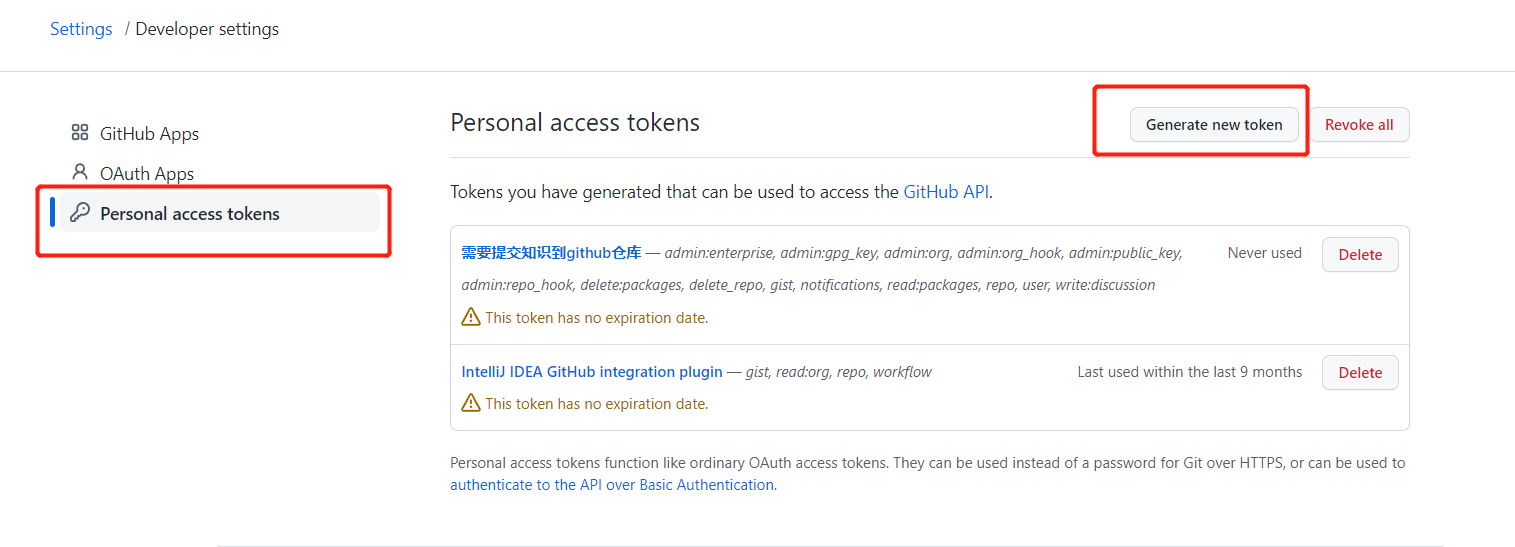 Settings / Developer settings
GitHub Apps
OAuth Apps
Personal access tokens
Personal access tokens
Generate new token
Revoke all
Tokens you have generated that can be used to access the GitHub API.
需要提交知识到github仓库 — admin:enterprise, admin:gpg_key, admin:org, admin:org_hook, admin:public_key,
admin:repo_hook, delete:packages, delete_repo, gist, notifications, read:packages, repo, user, write:discussion
Never used
Delete
This token has no expiration date.
IntelliJ IDEA GitHub integration plugin — gist, read:org, repo, workflow
Last used within the last 9 months
Delete
This token has no expiration date.
Personal access tokens function like ordinary OAuth access tokens. They can be used instead of a password for Git over HTTPS, or can be used to
authenticate to the API over Basic Authentication.